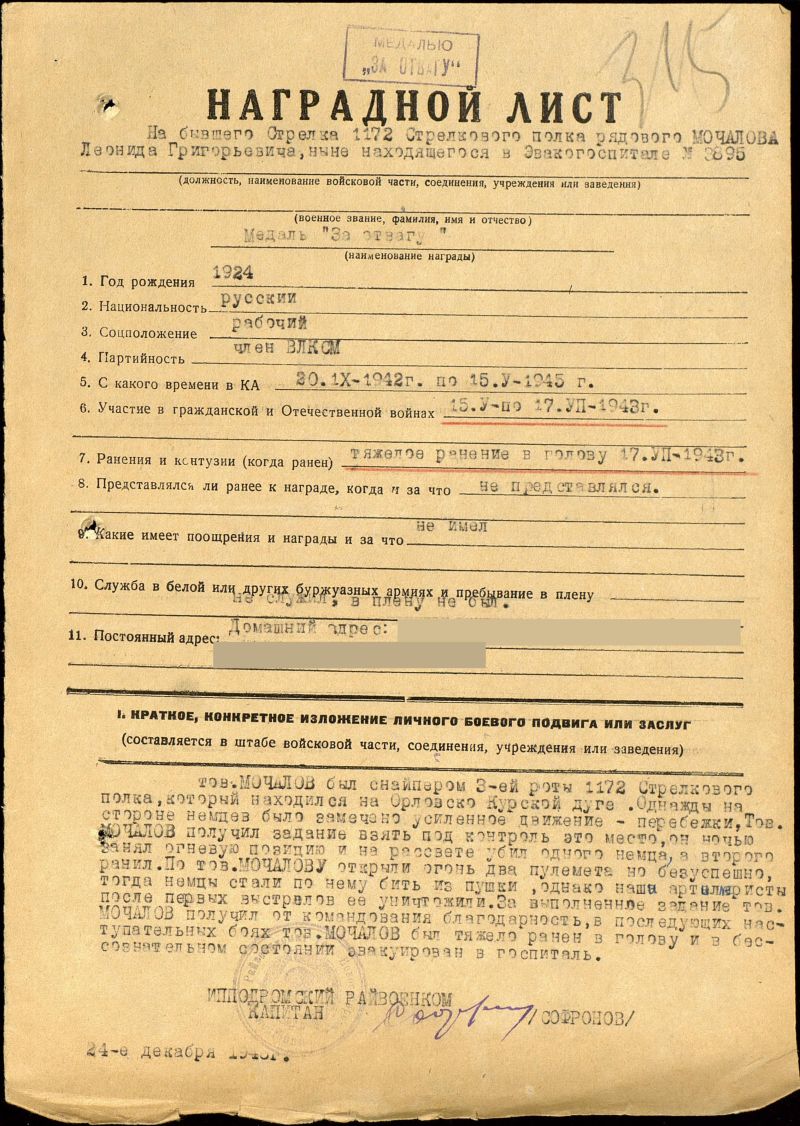 МЕДАЛЬЮ
„ЗА ОТВАГУ“
315
НАГРАДНОЙ ЛИСТ
На бывшего Стрелка 1172 Стрелкового полка рядового МОЧАЛОВА
Леонида Григорьевича,ныне находящегося в Эвакогоспитале № 3895
(должность, наименование войсковой части, соединения, учреждения или заведения)
(военное звание, фамилия, имя и отчество)
Медаль "За отвагу "
(наименование награды)
1. Год рождения 1924
2. Национальность русский
3. Соцположение рабочий
4. Партийность член ВЛКСМ
5. С какого времени в КА 30.1X-1942г. по 15.У-1945 г.
6. Участие в гражданской и Отечественной войнах 15.У-по 17.УП-1943г.
7. Ранения и контузии (когда ранен) тяжелое ранение в голову 17.УП-1943г.
8. Представлялся ли ранее к награде, когда и за что не представлялся.
9. Какие имеет поощрения и награды и за что не имел
10. Служба в белой или других буржуазных армиях и пребывание в плену
не служил, в плену не был.
11. Постоянный адрес: Домашний адрес:
I. КРАТКОЕ, КОНКРЕТНОЕ ИЗЛОЖЕНИЕ ЛИЧНОГО БОЕВОГО ПОДВИГА ИЛИ ЗАСЛУГ
(составляется в штабе войсковой части, соединения, учреждения или заведения)
тов.МОЧАЛОВ был снайпером 3-ей роты 1172 Стрелкового
полка,который находился на Орловско Курской дуге .Однажды на
стороне немцев было замечено усиленное движение - перебежки,Тов.
МОЧАЛОВ получил задание взять под контроль это место,он ночью
занял огневую позицию и на рассвете убил одного немца,а второго
ранил.По тов.МОЧАЛОВУ открыли огонь два пулемета но безуспешно,
тогда немцы стали по нему бить из пушки ,однако наши артиллеристы
после первых выстрелов ее уничтожили.За выполненное задание тов.
МОЧАЛОВ получил от командования благодарность,в последующих нас-
тупательных боях тов.МОЧАЛОВ был тяжело ранен в голову и в бес-
сознательном состоянии эвакуирован в госпиталь.
ИППОДРОМСКИЙ РАЙВОЕНКОМ
КАПИТАН /СОФРОНОВ/
24-е декабря